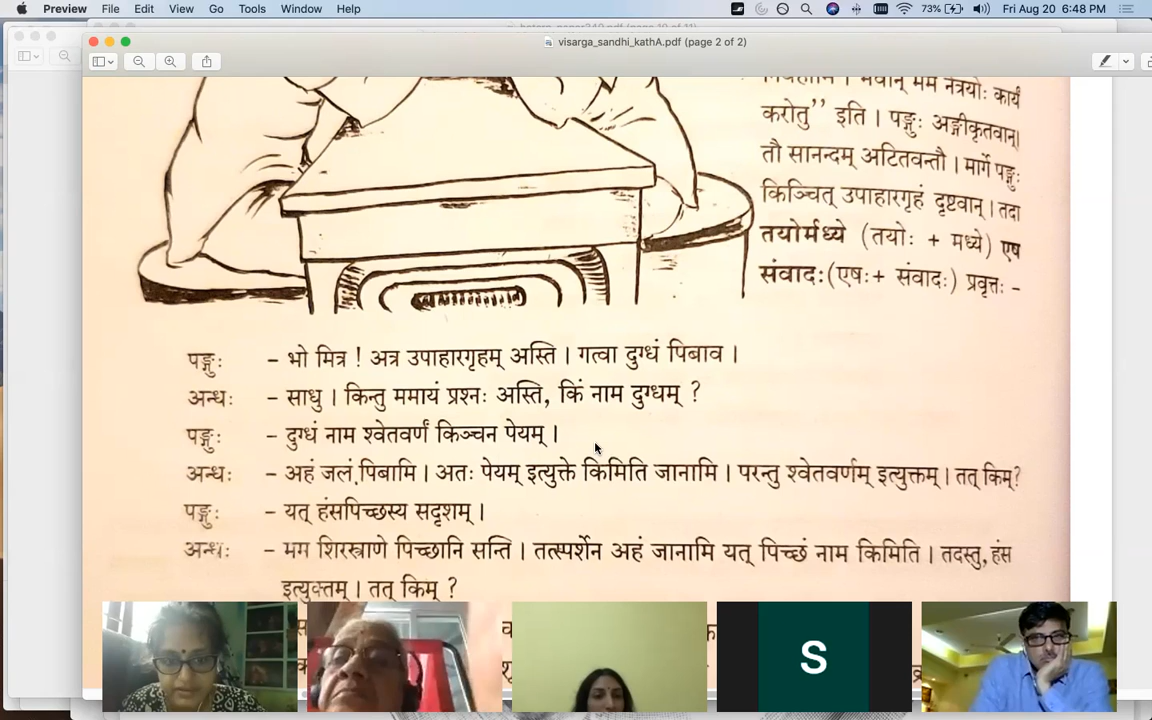 Preview File Edit View Go Tools Window Help 73% Fri Aug 20 6:48 PM
visarga_sandhi_kathA.pdf (page 2 of 2)
मम नेत्रयोः कार्यं
करोतु’’ इति । पङ्गुः अङ्गीकृतवान्।
तौ सानन्दम् अटितवन्तौ । मार्गे पङ्गुः
किञ्चित् उपाहारगृहं दृष्टवान् । तदा
तयोर्मध्ये (तयोः + मध्ये) एष
संवादः(एषः+ संवादः) प्रवृत्तः -
पङ्गुः - भो मित्र ! अत्र उपाहारगृहम् अस्ति । गत्वा दुग्धं पिबाव ।
अन्धः - साधु । किन्तु ममायं प्रश्नः अस्ति, किं नाम दुग्धम् ?
पङ्गुः - दुग्धं नाम श्वेतवर्णं किञ्चन पेयम् ।
अन्धः - अहं जलं पिबामि । अतः पेयम् इत्युक्ते किमिति जानामि । परन्तु श्वेतवर्णम् इत्युक्तम् । तत् किम्?
पङ्गुः - यत् हंसपिच्छस्य सदृशम् ।
अन्धः - मम शिरस्त्राणे पिच्छानि सन्ति । तत्स्पर्शेन अहं जानामि यत् पिच्छं नाम किमिति । तदस्तु, हंस
इत्युक्तम् । तत् किम् ?
S